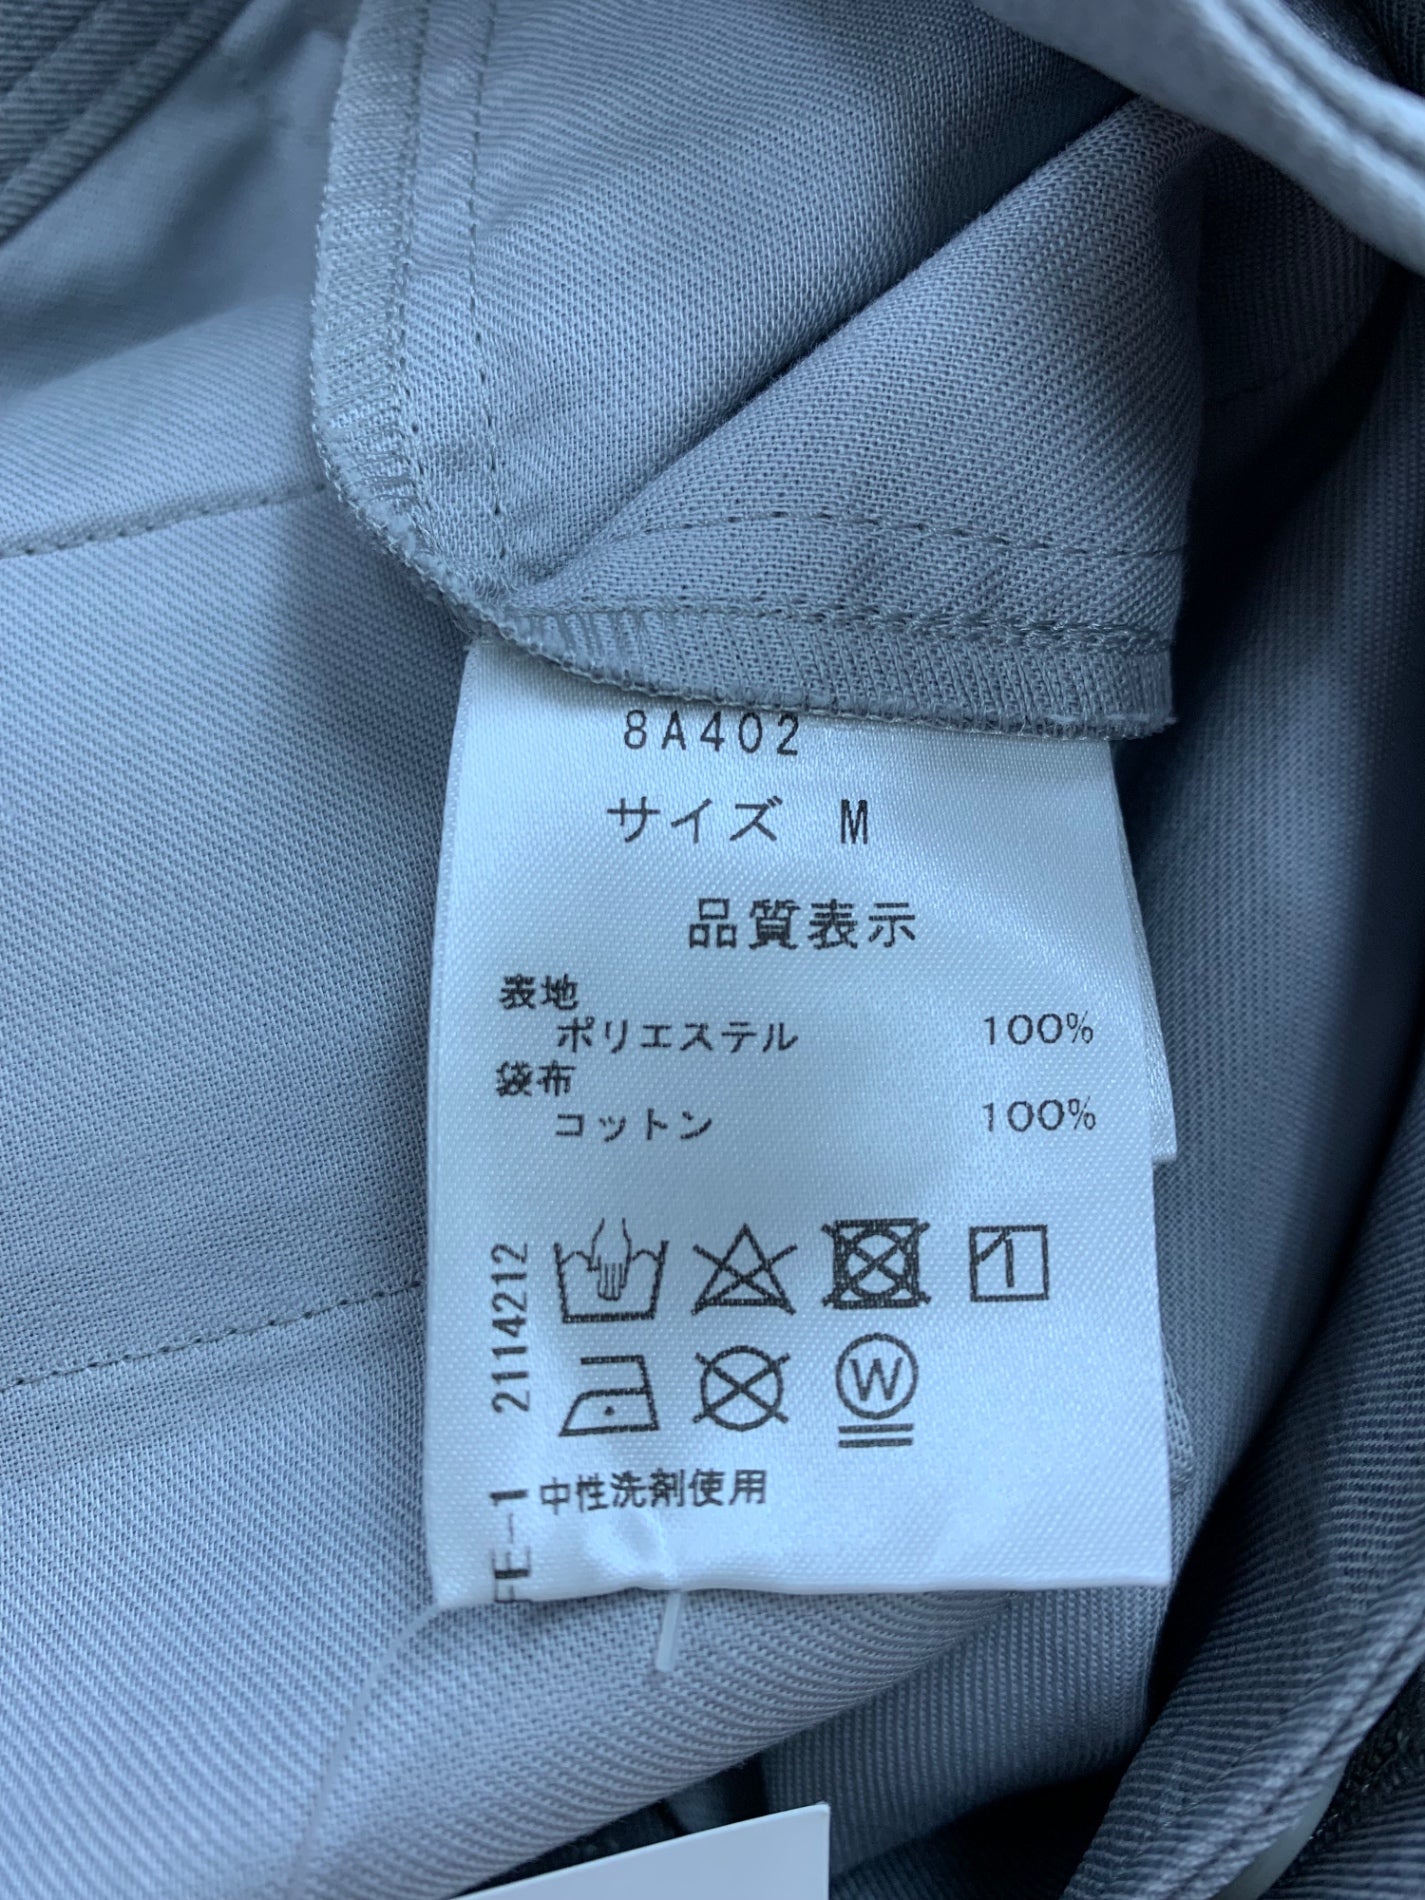 8A402
サイズ M
品質表示
表地
ポリエステル 100%
袋布
コットン 100%
W
中性洗剤使用
2114212